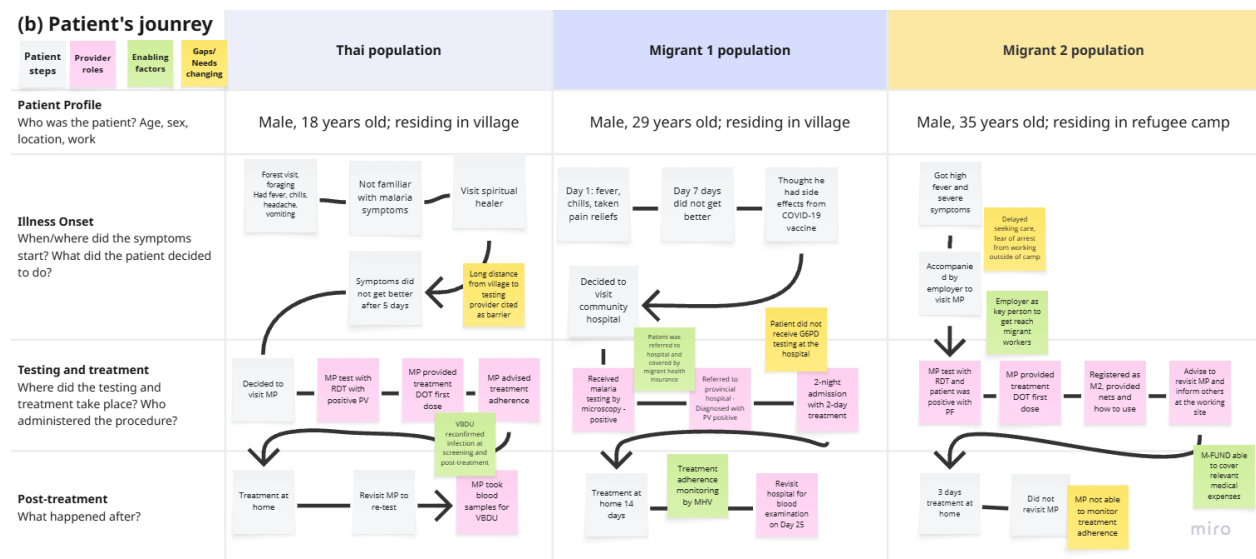 (b) Patient's jounrey
Patient
steps
Provider
roles
Enabling
factors
Gaps/
Needs
changing
Thai population
Migrant 1 population
Migrant 2 population
Patient Profile
Who was the patient? Age, sex,
location, work
Male, 18 years old; residing in village
Male, 29 years old; residing in village
Male, 35 years old; residing in refugee camp
Illness Onset
When/where did the symptoms
start? What did the patient decided
to do?
Forest visit,
foraging
Had fever, chills,
headache,
vomiting
Not familiar
with malaria
symptoms
Visit spiritual
healer
Symptoms did
not get better
after 5 days
Long distance
from village to
testing
provider cited
as barrier
Day 1: fever,
chills, taken
pain reliefs
Day 7 days
did not get
better
Thought he
had side
effects from
COVID-19
vaccine
Decided to
visit
community
hospital
Patient did not
receive G6PD
testing at the
hospital
Got high
fever and
severe
symptoms
Delayed
seeking care,
fear of arrest
from working
outside of camp
Accompanie
d by
employer to
visit MP
Employer as
key person to
get reach
migrant
workers
Testing and treatment
Where did the testing and
treatment take place? Who
administered the procedure?
Decided to
visit MP
MP test with
RDT with
positive PV
MP provided
treatment
DOT first
dose
MP advised
treatment
adherence
VBDU
reconfirmed
infection at
screening and
post-treatment
Patient was
referred to
hospital and
covered by
migrant health
insurance
Received
malaria
testing by
microscopy -
positive
Referred to
provincial
hospital -
Diagnosed with
PV positive
2-night
admission
with 2-day
treatment
MP test with
RDT and patient
was positive with
PF
MP provided
treatment
DOT first dose
Registered as
M2, provided
nets and
how to use
Advise to
revisit MP and
inform others
at the working
site
M-FUND able to
cover
relevant
medical
expenses
Post-treatment
What happened after?
Treatment at
home
Revisit MP to
re-test
MP took
blood
samples for
VBDU
Treatment at
home 14
days
Treatment
adherence
monitoring
by MHV
Revisit
hospital for
blood
examination
on Day 25
3 days
treatment at
home
Did not
revisit MP
MP not able to
monitor
treatment
adherence
miro